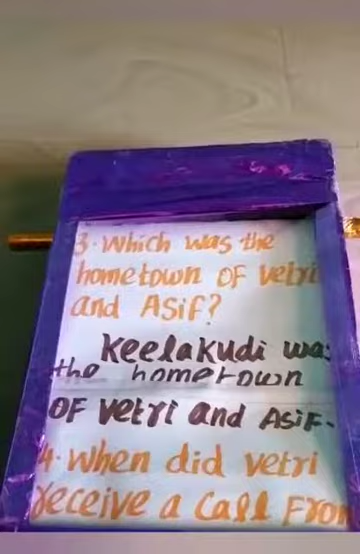 3. Which was the
hometown OF vetri
and Asif?
Keelakudi was
the hometown
OF vetri and Asif.
4. When did vetri
receive a call From